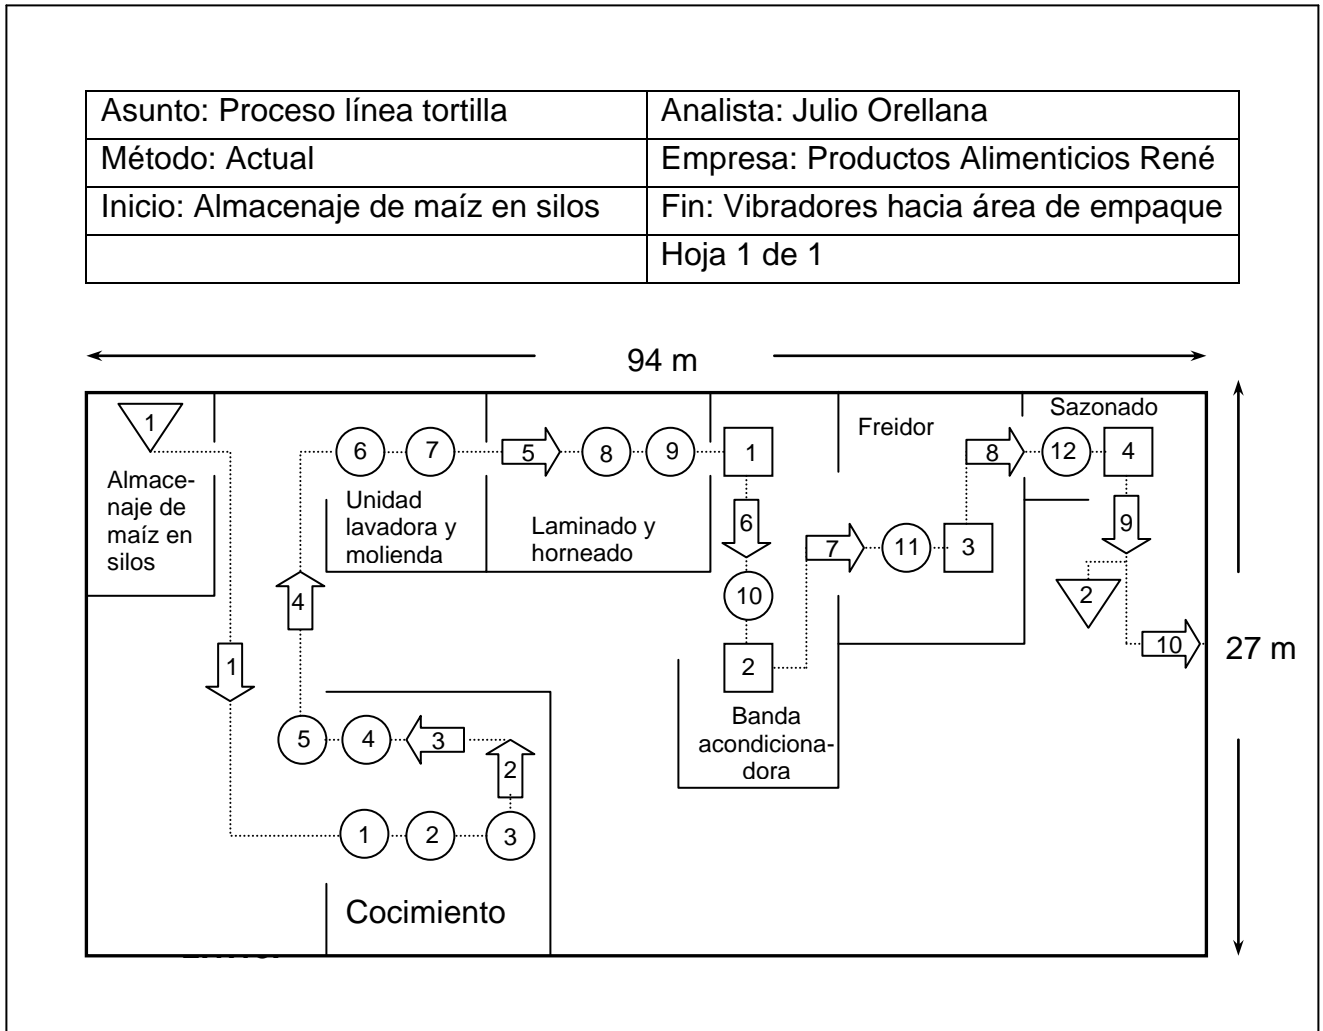 Asunto: Proceso línea tortilla
Analista: Julio Orellana
Método: Actual
Empresa: Productos Alimenticios René
Inicio: Almacenaje de maíz en silos
Fin: Vibradores hacia área de empaque
Hoja 1 de 1
94 m
27 m
1
Almace-
naje de
maíz en
silos
1
1
2
3
2
3
4
5
4
6
7
Unidad
lavadora y
molienda
5
8
9
Laminado y
horneado
1
6
10
2
Banda
acondiciona-
dora
7
11
3
Freidor
8
12
4
Sazonado
9
2
10
Cocimiento